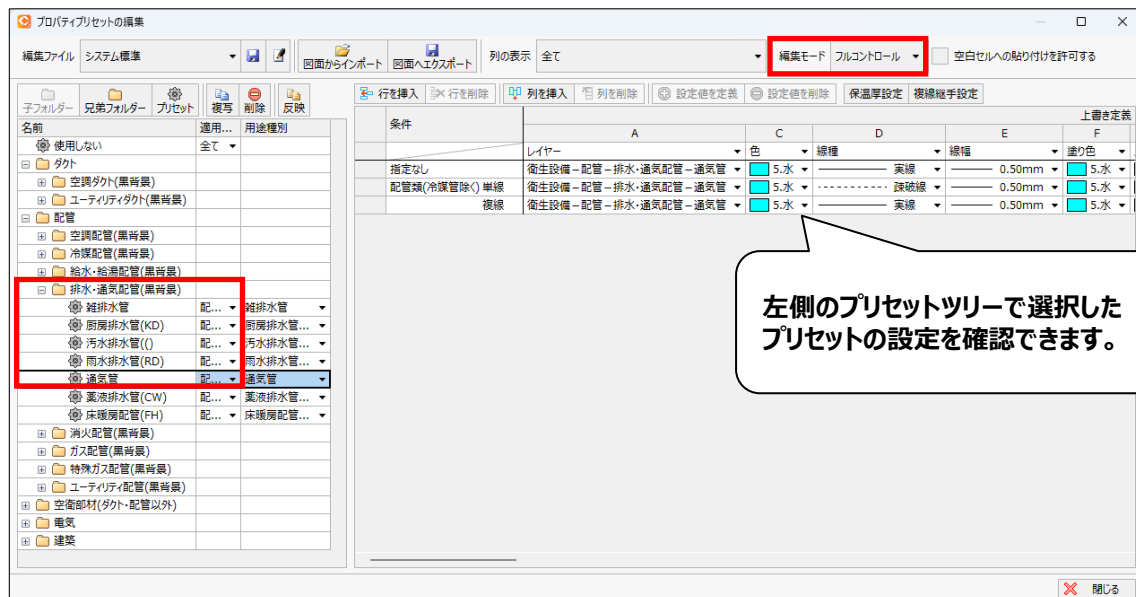 プロパティプリセットの編集
編集ファイル システム標準 図面からインポート 図面へエクスポート 列の表示 全て 編集モード フルコントロール 空白セルへの貼り付けを許可する
子フォルダー 兄弟フォルダー プリセット 複写 削除 反映 行を挿入 行を削除 列を挿入 列を削除 設定値を定義 設定値を削除 保温厚設定 複線継手設定
名前 適用... 用途種別
使用しない 全て
ダクト
空調ダクト(黒背景)
ユーティリティダクト(黒背景)
配管
空調配管(黒背景)
冷媒配管(黒背景)
給水・給湯配管(黒背景)
排水・通気配管(黒背景)
雑排水管 配... 雑排水管
厨房排水管(KD) 配... 厨房排水管...
汚水排水管(() 配... 汚水排水管...
雨水排水管(RD) 配... 雨水排水管...
通気管 配... 通気管
薬液排水管(CW) 配... 薬液排水管...
床暖房配管(FH) 配... 床暖房配管...
消火配管(黒背景)
ガス配管(黒背景)
特殊ガス配管(黒背景)
ユーティリティ配管(黒背景)
空衛部材(ダクト・配管以外)
電気
建築
条件 上書き定義
A C D E F
レイヤー 色 線種 線幅 塗り色
指定なし 衛生設備－配管－排水・通気配管－通気管 5.水 実線 0.50mm 5.水
配管類(冷媒管除く) 単線 衛生設備－配管－排水・通気配管－通気管 5.水 疎破線 0.50mm 5.水
複線 衛生設備－配管－排水・通気配管－通気管 5.水 実線 0.50mm 5.水
左側のプリセットツリーで選択した
プリセットの設定を確認できます。
閉じる